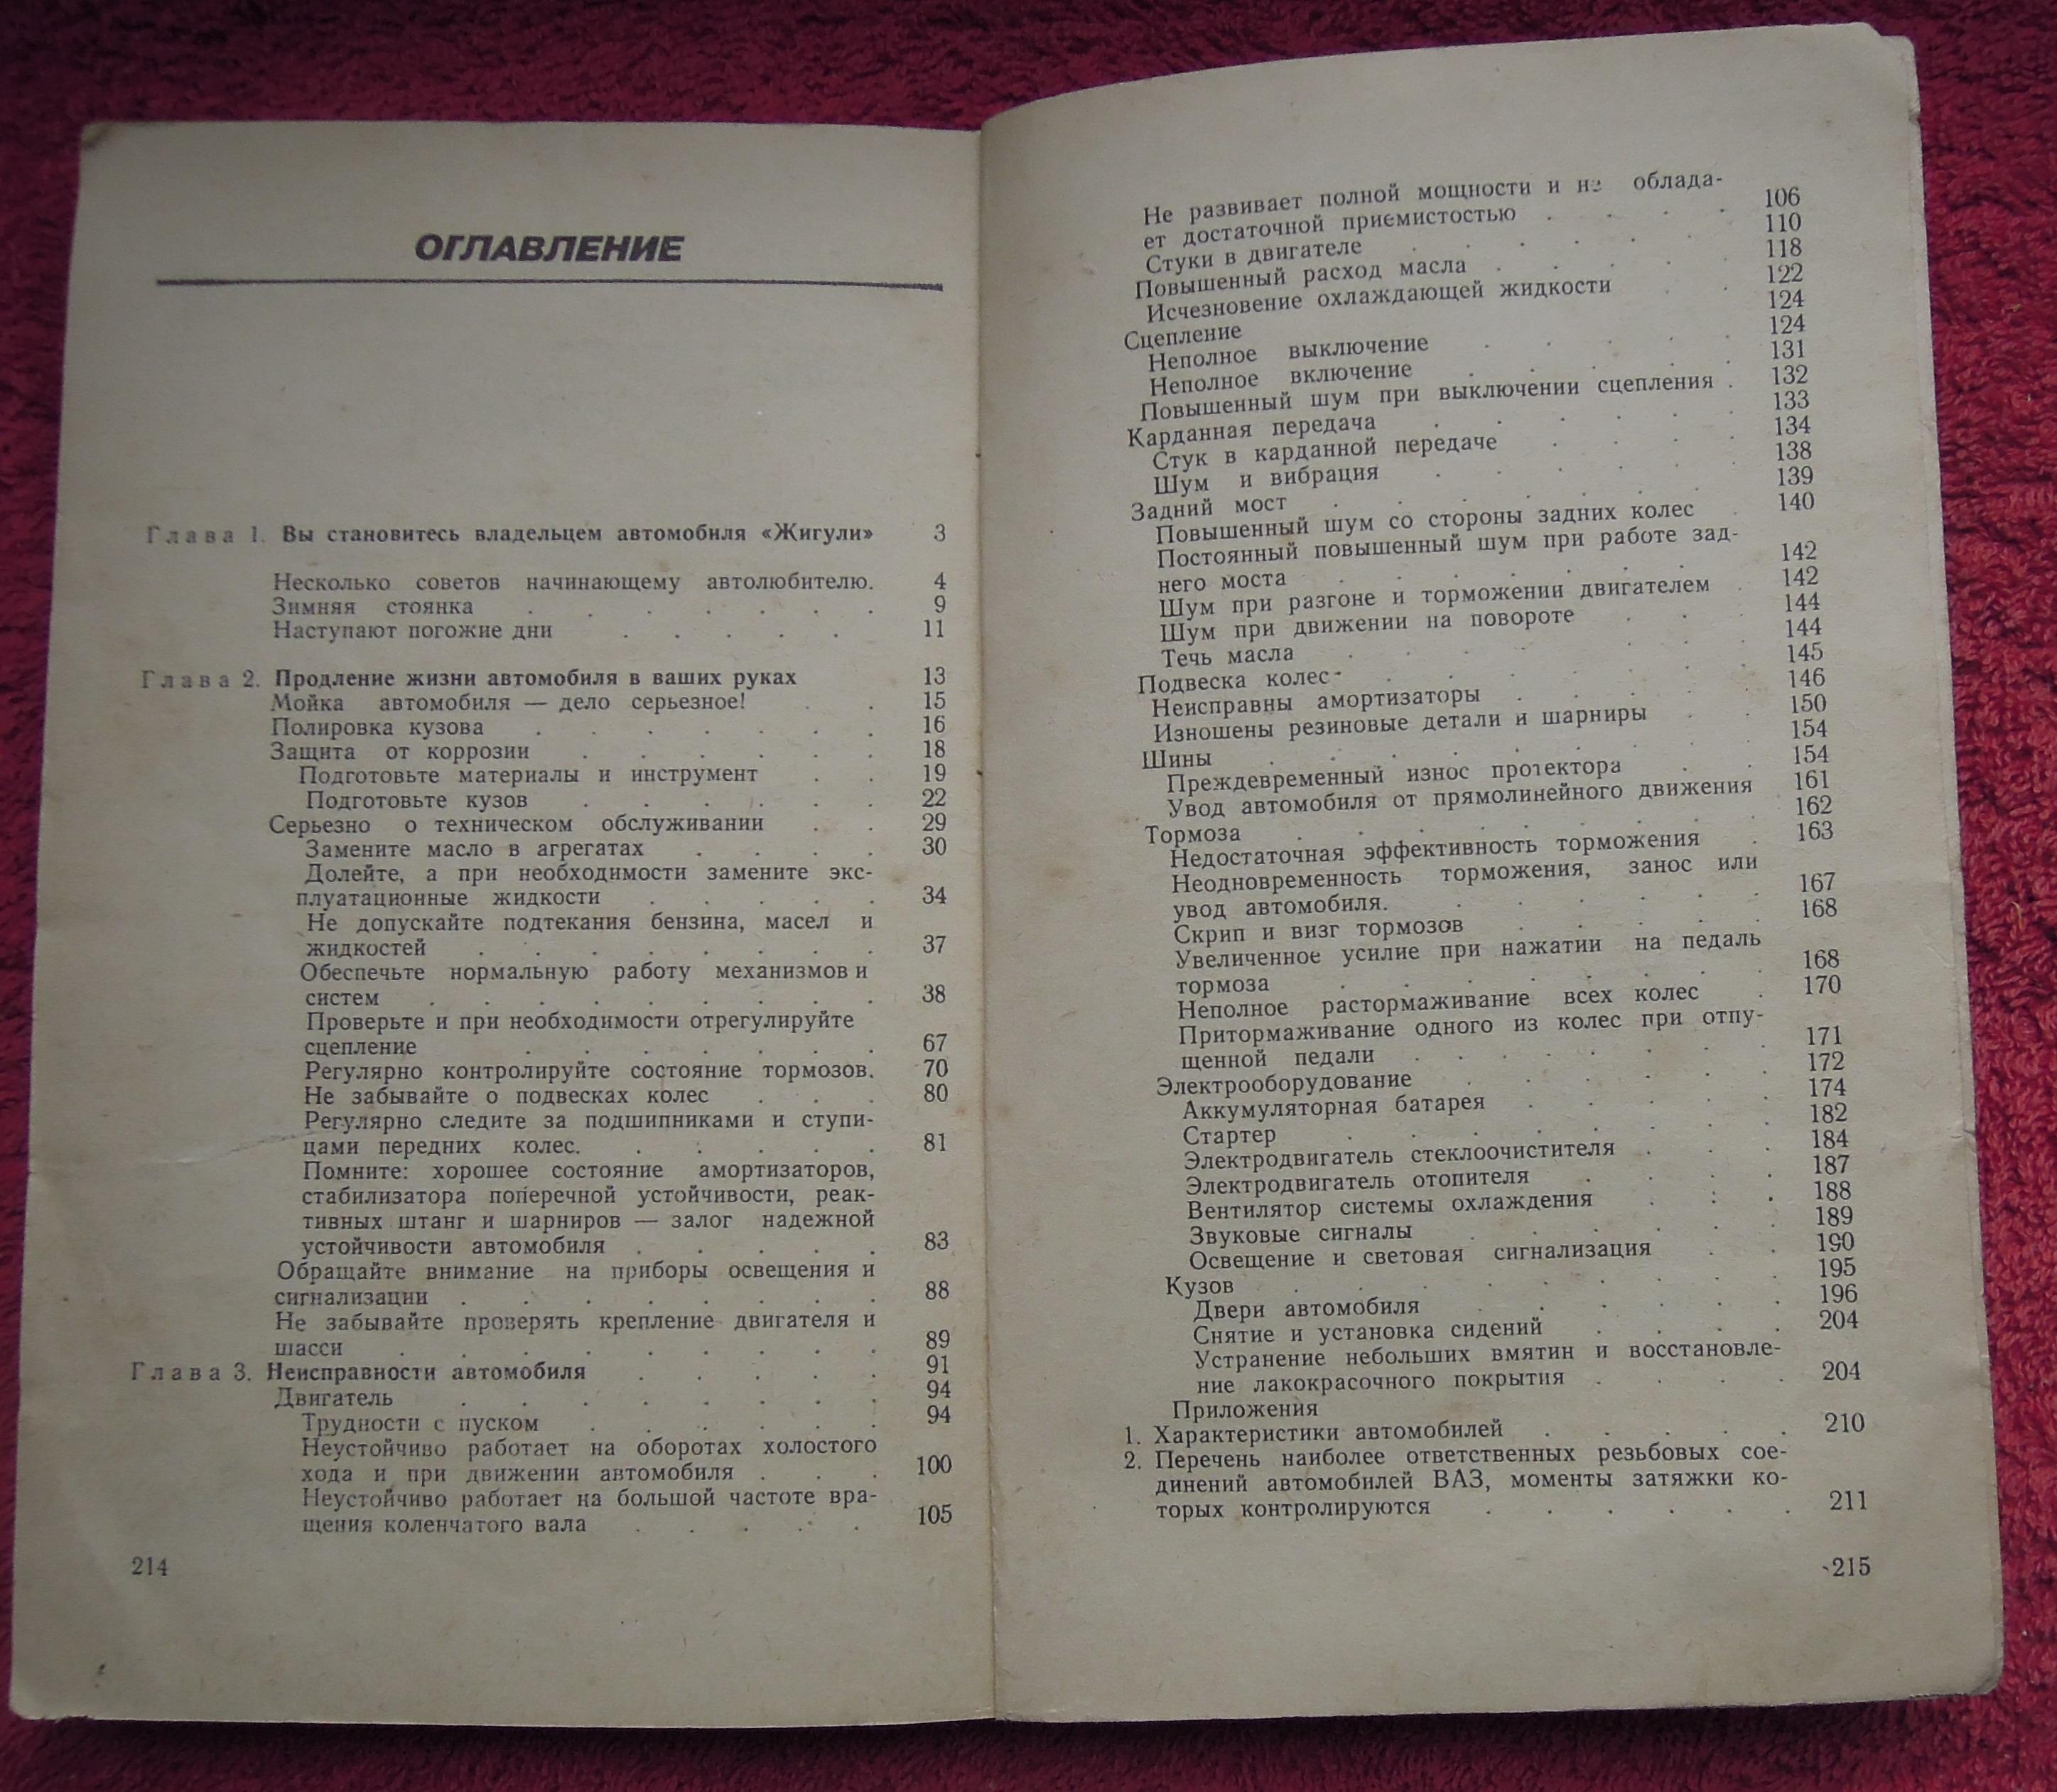 ОГЛАВЛЕНИЕ
Глава 1. Вы становитесь владельцем автомобиля «Жигули» 3
Несколько советов начинающему автолюбителю. 4
Зимняя стоянка . . . . . . 9
Наступают погожие дни . . . . . 11
Глава 2. Продление жизни автомобиля в ваших руках 13
Мойка автомобиля — дело серьезное! . . 15
Полировка кузова . . . . . . 16
Защита от коррозии . . . . . 18
Подготовьте материалы и инструмент . . 19
Подготовьте кузов . . . . . 22
Серьезно о техническом обслуживании . . 29
Замените масло в агрегатах . . . . 30
Долейте, а при необходимости замените экс-
плуатационные жидкости . . . . . 34
Не допускайте подтекания бензина, масел и
жидкостей . . . . . . . 37
Обеспечьте нормальную работу механизмов и
систем . . . . . . . . 38
Проверьте и при необходимости отрегулируйте
сцепление . . . . . . 67
Регулярно контролируйте состояние тормозов. 70
Не забывайте о подвесках колес . . . 80
Регулярно следите за подшипниками и ступи-
цами передних колес. . . . . . 81
Помните: хорошее состояние амортизаторов,
стабилизатора поперечной устойчивости, реак-
тивных штанг и шарниров — залог надежной
устойчивости автомобиля . . . . . 83
Обращайте внимание на приборы освещения и
сигнализации . . . . . . . 88
Не забывайте проверять крепление двигателя и
шасси . . . . . . . . 89
Глава 3. Неисправности автомобиля . . . . . 91
Двигатель . . . . . . . 94
Трудности с пуском . . . . . 94
Неустойчиво работает на оборотах холостого
хода и при движении автомобиля . . . 100
Неустойчиво работает на большой частоте вра-
щения коленчатого вала . . . . . 105
214
Не развивает полной мощности и не облада-
ет достаточной приемистостью . . . . 106
Стуки в двигателе . . . . . . 110
Повышенный расход масла . . . . . 118
Исчезновение охлаждающей жидкости . . 122
Сцепление 124
Неполное выключение . . . . . 124
Неполное включение . . . . . 131
Повышенный шум при выключении сцепления . 132
Карданная передача . . . . . . 133
Стук в карданной передаче . . . . 134
Шум и вибрация . . . . . . 138
Задний мост . . . . . . . 139
Повышенный шум со стороны задних колес . 140
Постоянный повышенный шум при работе зад-
него моста . . . . . . . 142
Шум при разгоне и торможении двигателем . 142
Шум при движении на повороте . . . 144
Течь масла . . . . . . . 144
Подвеска колес . . . . . . . 145
Неисправны амортизаторы . . . . 146
Изношены резиновые детали и шарниры . . 150
Шины . . . . . . . . 154
Преждевременный износ протектора . . 154
Увод автомобиля от прямолинейного движения 161
Тормоза . . . . . . . . 162
Недостаточная эффективность торможения . 163
Неодновременность торможения, занос или
увод автомобиля. . . . . . . 167
Скрип и визг тормозов . . . . . 168
Увеличенное усилие при нажатии на педаль
тормоза . . . . . . . . 168
Неполное растормаживание всех колес . 170
Притормаживание одного из колес при отпу-
щенной педали . . . . . . . 171
Электрооборудование . . . . . . 172
Аккумуляторная батарея . . . . . 174
Стартер . . . . . . . . 182
Электродвигатель стеклоочистителя . . . 184
Электродвигатель отопителя . . . . 187
Вентилятор системы охлаждения . . . 188
Звуковые сигналы . . . . . . 189
Освещение и световая сигнализация . . 190
Кузов . . . . . . . . 195
Двери автомобиля . . . . . 196
Снятие и установка сидений . . . . 204
Устранение небольших вмятин и восстановле-
ние лакокрасочного покрытия . . . . 204
Приложения
1. Характеристики автомобилей . . . . . 210
2. Перечень наиболее ответственных резьбовых сое-
динений автомобилей ВАЗ, моменты затяжки ко-
торых контролируются . . . . . . 211
215